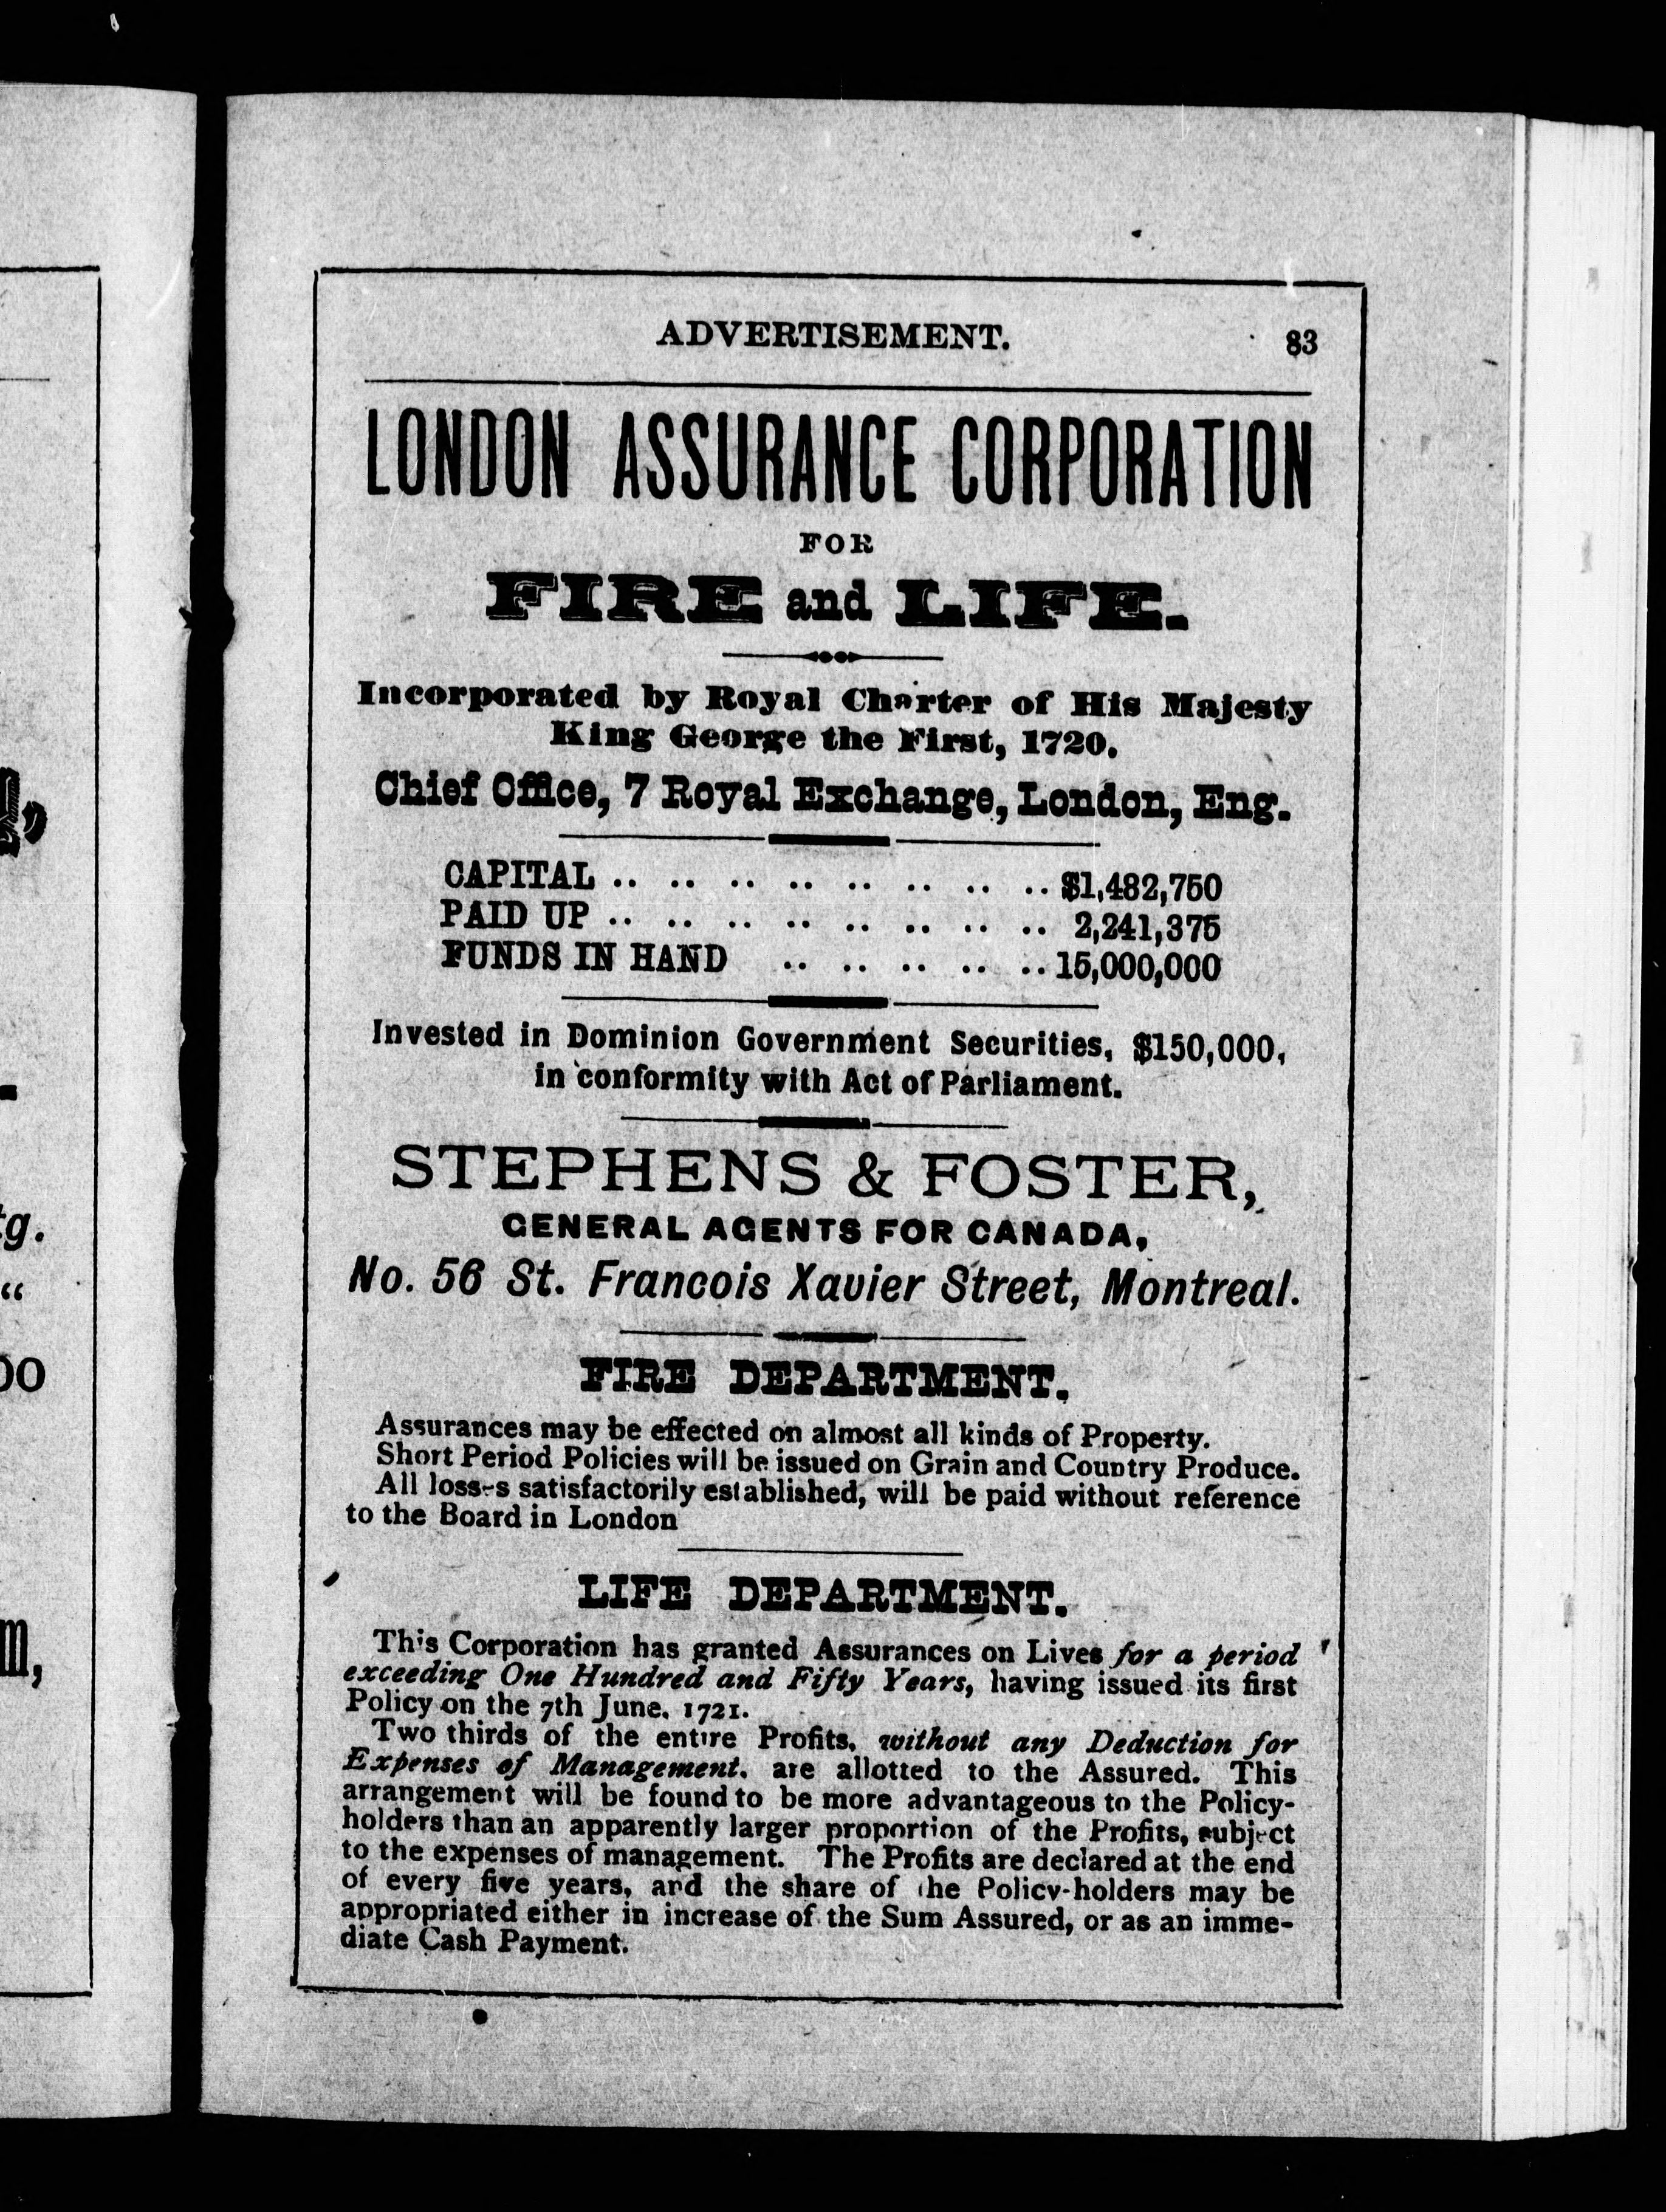 ADVERTISEMENT. 83
LONDON ASSURANCE CORPORATION
FOR
FIRE and LIFE.
Incorporated by Royal Charter of His Majesty
King George the First, 1720.
Chief Office, 7 Royal Exchange, London, Eng.
CAPITAL .. .. .. .. .. .. .. .. $1,482,750
PAID UP .. .. .. .. .. .. .. .. 2,241,375
FUNDS IN HAND .. .. .. .. .. 15,000,000
Invested in Dominion Government Securities, $150,000,
in conformity with Act of Parliament.
STEPHENS & FOSTER,
GENERAL AGENTS FOR CANADA,
No. 56 St. Francois Xavier Street, Montreal.
FIRE DEPARTMENT.
Assurances may be effected on almost all kinds of Property.
Short Period Policies will be issued on Grain and Country Produce.
All losses satisfactorily established, will be paid without reference
to the Board in London
LIFE DEPARTMENT.
This Corporation has granted Assurances on Lives for a period
exceeding One Hundred and Fifty Years, having issued its first
Policy on the 7th June, 1721.
Two thirds of the entire Profits, without any Deduction for
Expenses of Management, are allotted to the Assured. This
arrangement will be found to be more advantageous to the Policy-
holders than an apparently larger proportion of the Profits, subject
to the expenses of management. The Profits are declared at the end
of every five years, and the share of the Policy-holders may be
appropriated either in increase of the Sum Assured, or as an imme-
diate Cash Payment.